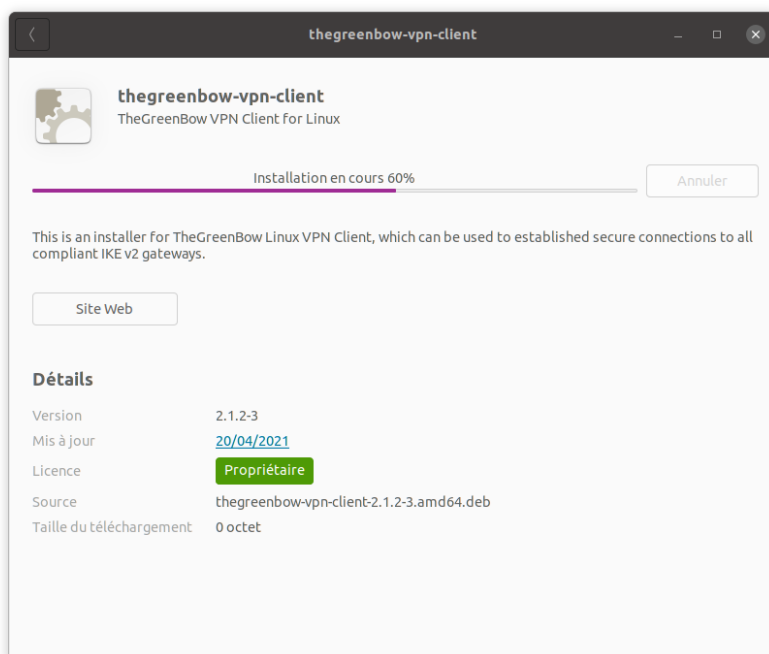 thegreenbow-vpn-client
thegreenbow-vpn-client
TheGreenBow VPN Client for Linux
Installation en cours 60%
Annuler
This is an installer for TheGreenBow Linux VPN Client, which can be used to established secure connections to all
compliant IKE v2 gateways.
Site Web
Détails
Version 2.1.2-3
Mis à jour 20/04/2021
Licence Propriétaire
Source thegreenbow-vpn-client-2.1.2-3.amd64.deb
Taille du téléchargement 0 octet